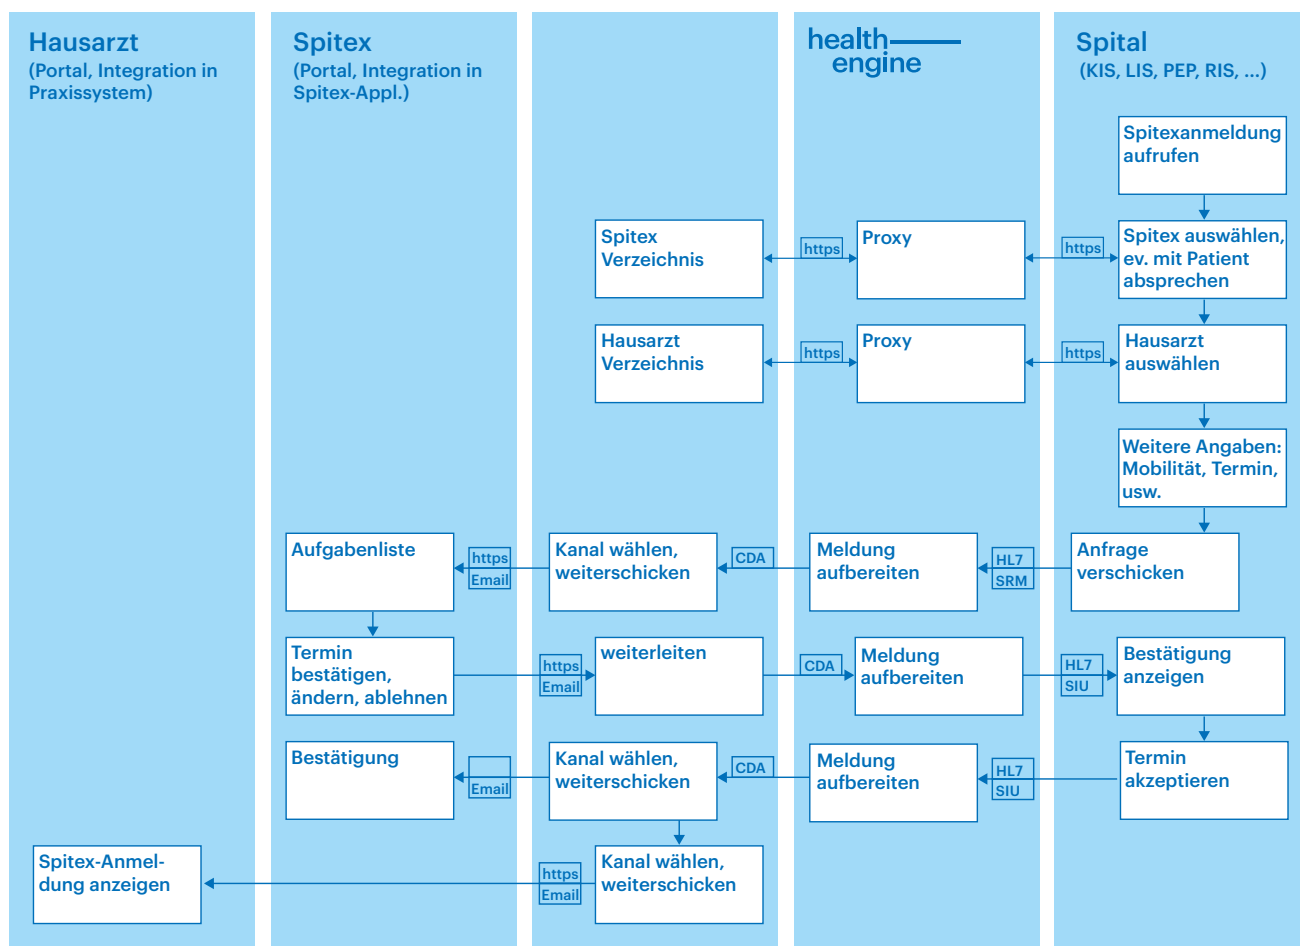 Hausarzt
(Portal, Integration in
Praxissystem)
Spitex
(Portal, Integration in
Spitex-Appl.)
health
engine
Spital
(KIS, LIS, PEP, RIS, ...)
Spitexanmeldung
aufrufen
Spitex
Verzeichnis
https
Proxy
https
Spitex auswählen,
ev. mit Patient
absprechen
Hausarzt
Verzeichnis
https
Proxy
https
Hausarzt
auswählen
Weitere Angaben:
Mobilität, Termin,
usw.
Aufgabenliste
https
Email
Kanal wählen,
weiterschicken
CDA
Meldung
aufbereiten
HL7
SRM
Anfrage
verschicken
Termin
bestätigen,
ändern, ablehnen
https
Email
weiterleiten
CDA
Meldung
aufbereiten
HL7
SIU
Bestätigung
anzeigen
Bestätigung
Email
Kanal wählen,
weiterschicken
CDA
Meldung
aufbereiten
HL7
SIU
Termin
akzeptieren
Spitex-Anmel-
dung anzeigen
https
Email
Kanal wählen,
weiterschicken